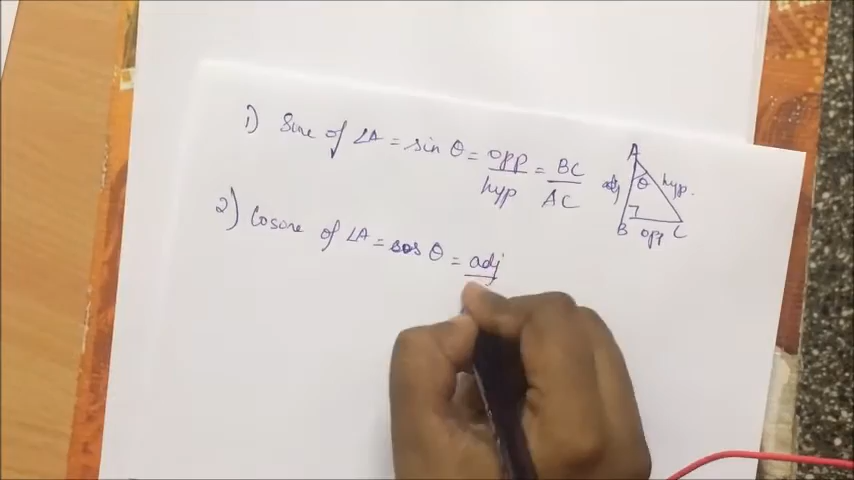 1) Sine of ∠A = sin θ = opp/hyp = BC/AC
2) Cosine of ∠A = cos θ = adj
A
adj θ hyp.
B opp C